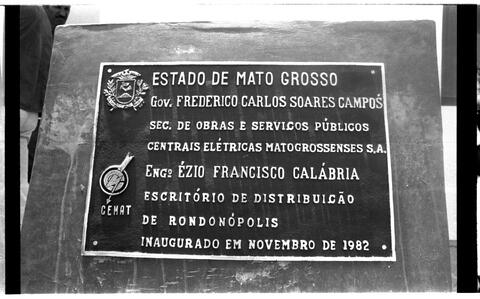 ESTADO DE MATO GROSSO
GOV. FREDERICO CARLOS SOARES CAMPOS
SEC. DE OBRAS E SERVIÇOS PÚBLICOS
CENTRAIS ELÉTRICAS MATOGROSSENSES S.A.
ENGº ÉZIO FRANCISCO CALÁBRIA
CEMAT
ESCRITÓRIO DE DISTRIBUIÇÃO
DE RONDONÓPOLIS
INAUGURADO EM NOVEMBRO DE 1982